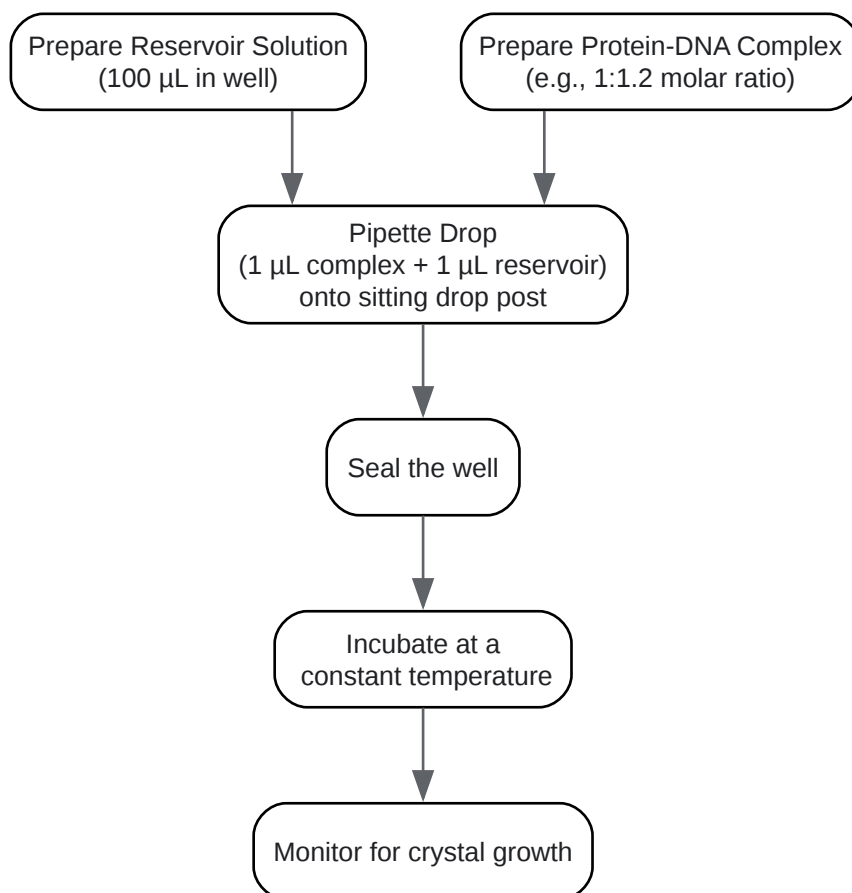 Prepare Reservoir Solution
(100 µL in well)
Prepare Protein-DNA Complex
(e.g., 1:1.2 molar ratio)
Pipette Drop
(1 µL complex + 1 µL reservoir)
onto sitting drop post
Seal the well
Incubate at a
constant temperature
Monitor for crystal growth